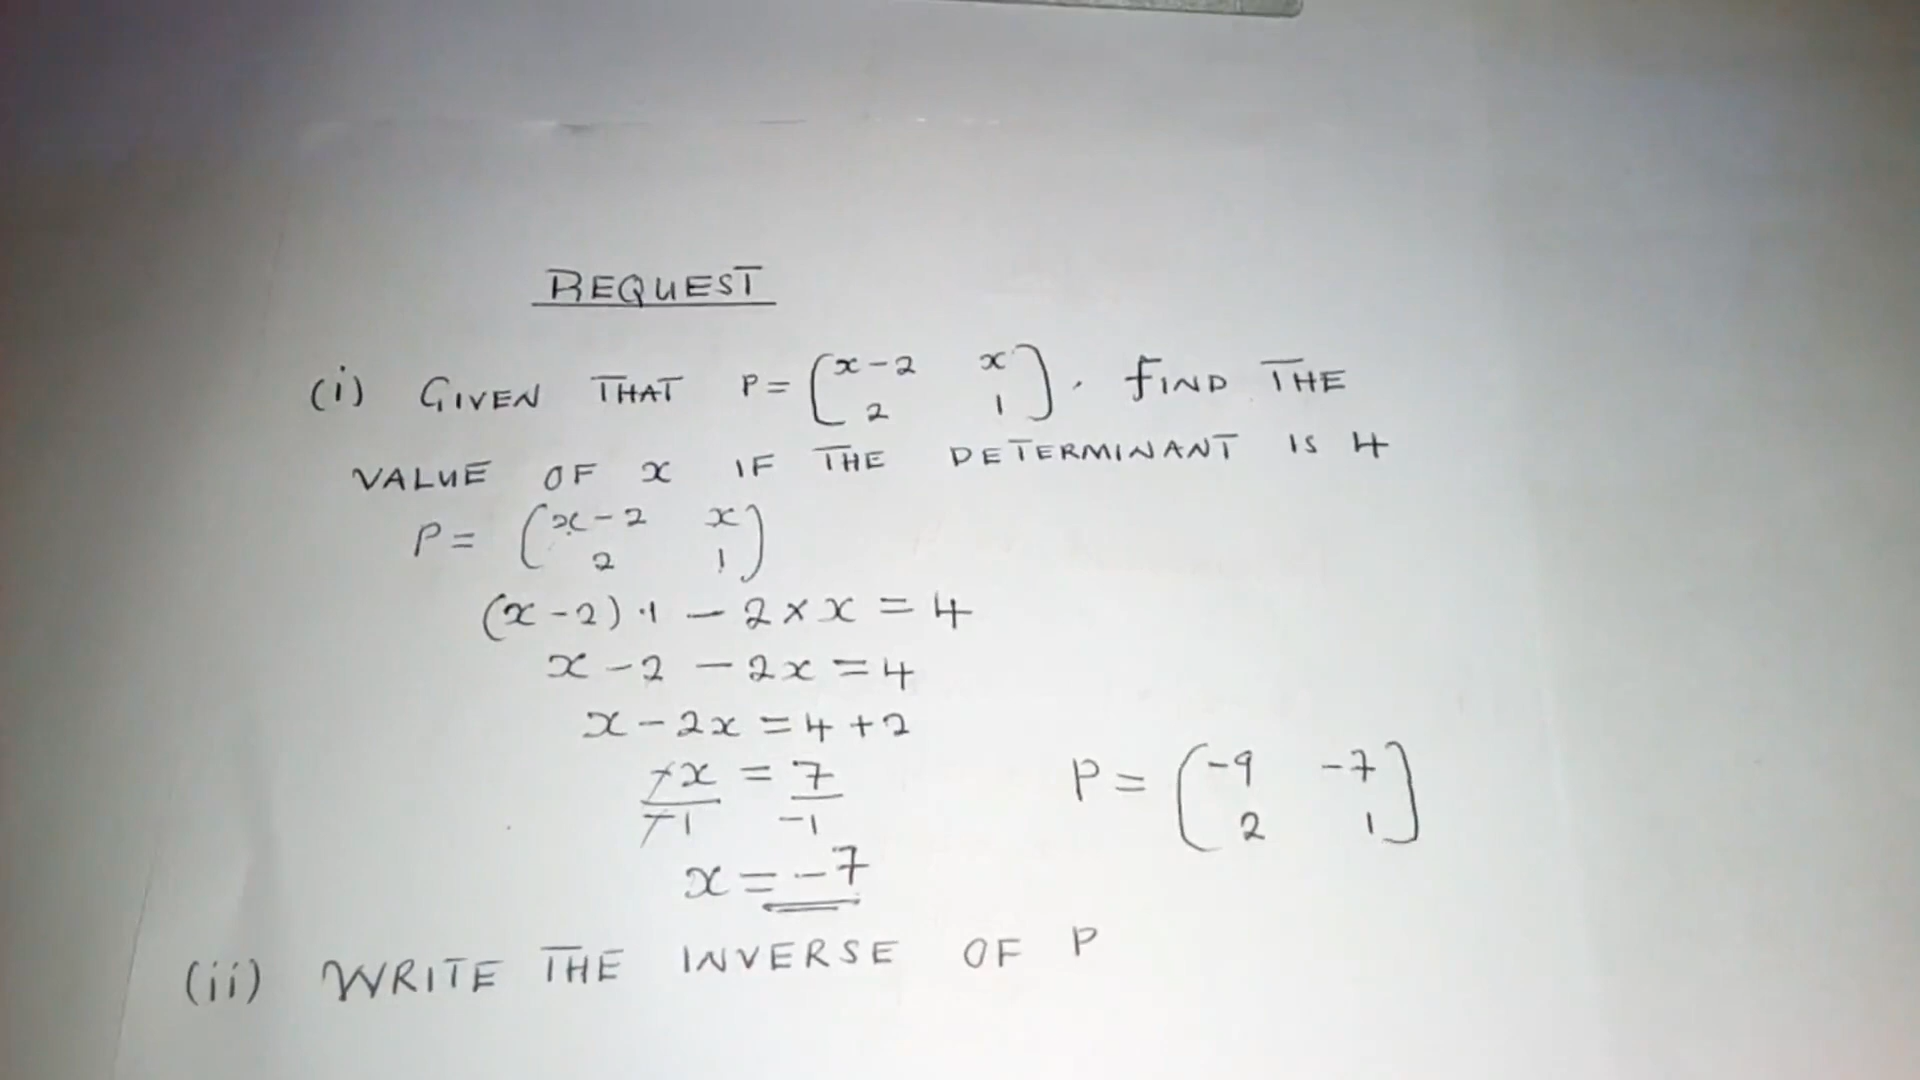 REQUEST
(i) GIVEN THAT P = (x-2 x
2 1). FIND THE
VALUE OF x IF THE DETERMINANT IS 4
P = (x-2 x
2 1)
(x-2)·1 - 2×x = 4
x - 2 - 2x = 4
x - 2x = 4 + 2
-x = 7
-1 -1
x = -7
P = (-9 -7
2 1)
(ii) WRITE THE INVERSE OF P